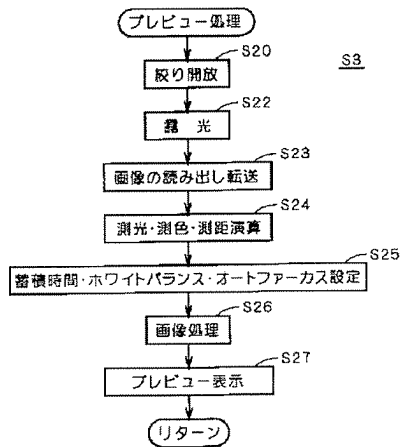 プレビュー処理
S20
S3
絞り開放
S22
露 光
S23
画像の読み出し転送
S24
測光・測色・測距演算
S25
蓄積時間・ホワイトバランス・オートファーカス設定
S26
画像処理
S27
プレビュー表示
リターン